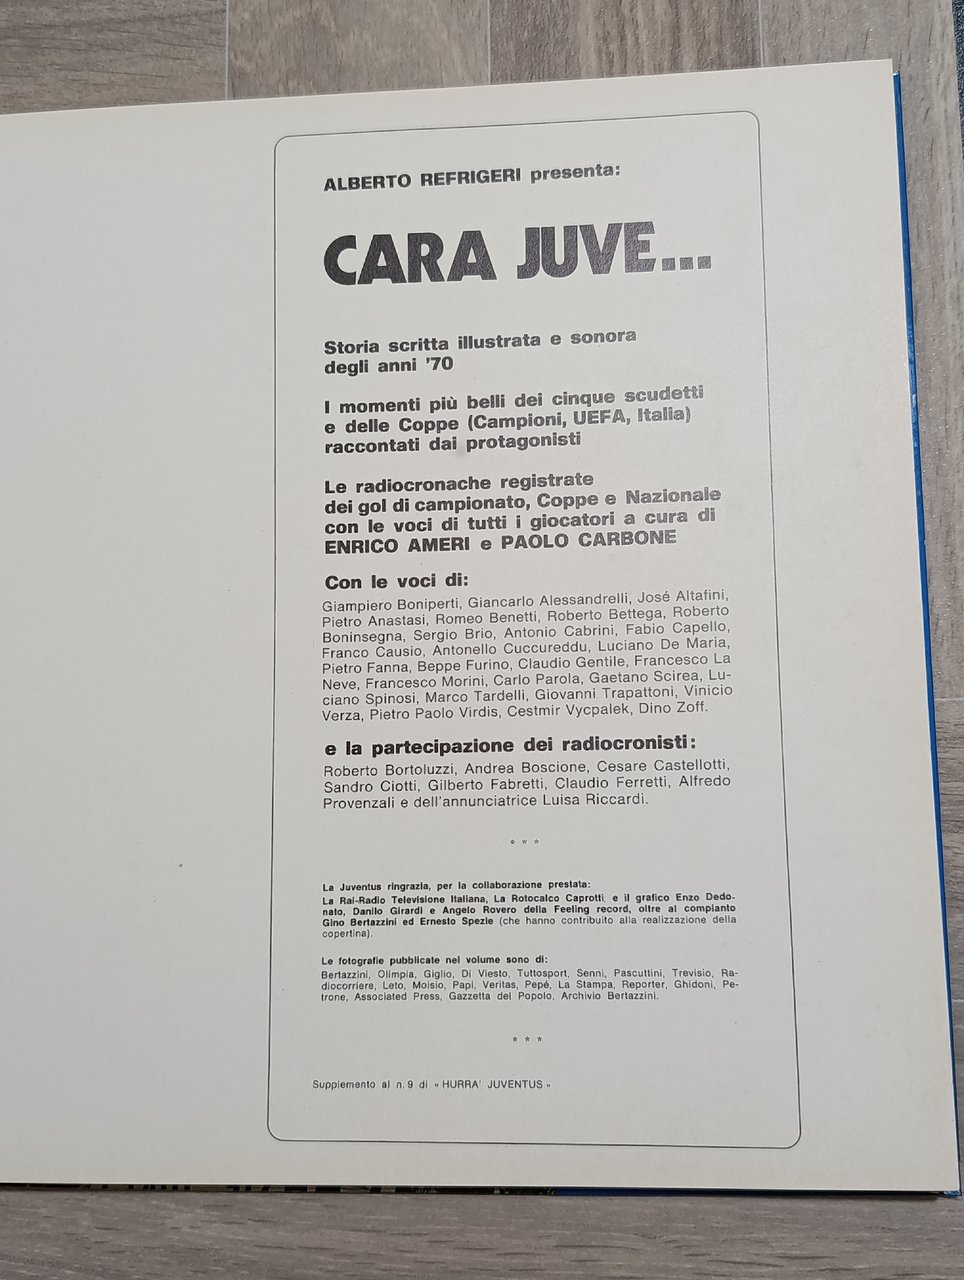 ALBERTO REFRIGERI presenta:
CARA JUVE...
Storia scritta illustrata e sonora
degli anni '70
I momenti più belli dei cinque scudetti
e delle Coppe (Campioni, UEFA, Italia)
raccontati dai protagonisti
Le radiocronache registrate
dei gol di campionato, Coppe e Nazionale
con le voci di tutti i giocatori a cura di
ENRICO AMERI e PAOLO CARBONE
Con le voci di:
Giampiero Boniperti, Giancarlo Alessandrelli, José Altafini,
Pietro Anastasi, Romeo Benetti, Roberto Bettega, Roberto
Boninsegna, Sergio Brio, Antonio Cabrini, Fabio Capello,
Franco Causio, Antonello Cuccureddu, Luciano De Maria,
Pietro Fanna, Beppe Furino, Claudio Gentile, Francesco La
Neve, Francesco Morini, Carlo Parola, Gaetano Scirea, Lu-
ciano Spinosi, Marco Tardelli, Giovanni Trapattoni, Vinicio
Verza, Pietro Paolo Virdis, Cestmir Vycpalek, Dino Zoff.
e la partecipazione dei radiocronisti:
Roberto Bortoluzzi, Andrea Boscione, Cesare Castellotti,
Sandro Ciotti, Gilberto Fabretti, Claudio Ferretti, Alfredo
Provenzali e dell'annunciatrice Luisa Riccardi.
* * *
La Juventus ringrazia, per la collaborazione prestata:
La Rai-Radio Televisione Italiana, La Rotocalco Caprotti, e il grafico Enzo Dedo-
nato, Danilo Girardi e Angelo Rovero della Feeling record, oltre al compianto
Gino Bertazzini ed Ernesto Spezie (che hanno contribuito alla realizzazione della
copertina).
Le fotografie pubblicate nel volume sono di:
Bertazzini, Olimpia, Giglio, Di Viesto, Tuttosport, Senni, Pascuttini, Trevisio, Ra-
diocorriere, Leto, Moisio, Papi, Veritas, Pepé, La Stampa, Reporter, Ghidoni, Pe-
trone, Associated Press, Gazzetta del Popolo, Archivio Bertazzini.
* * *
Supplemento al n. 9 di « HURRA' JUVENTUS »